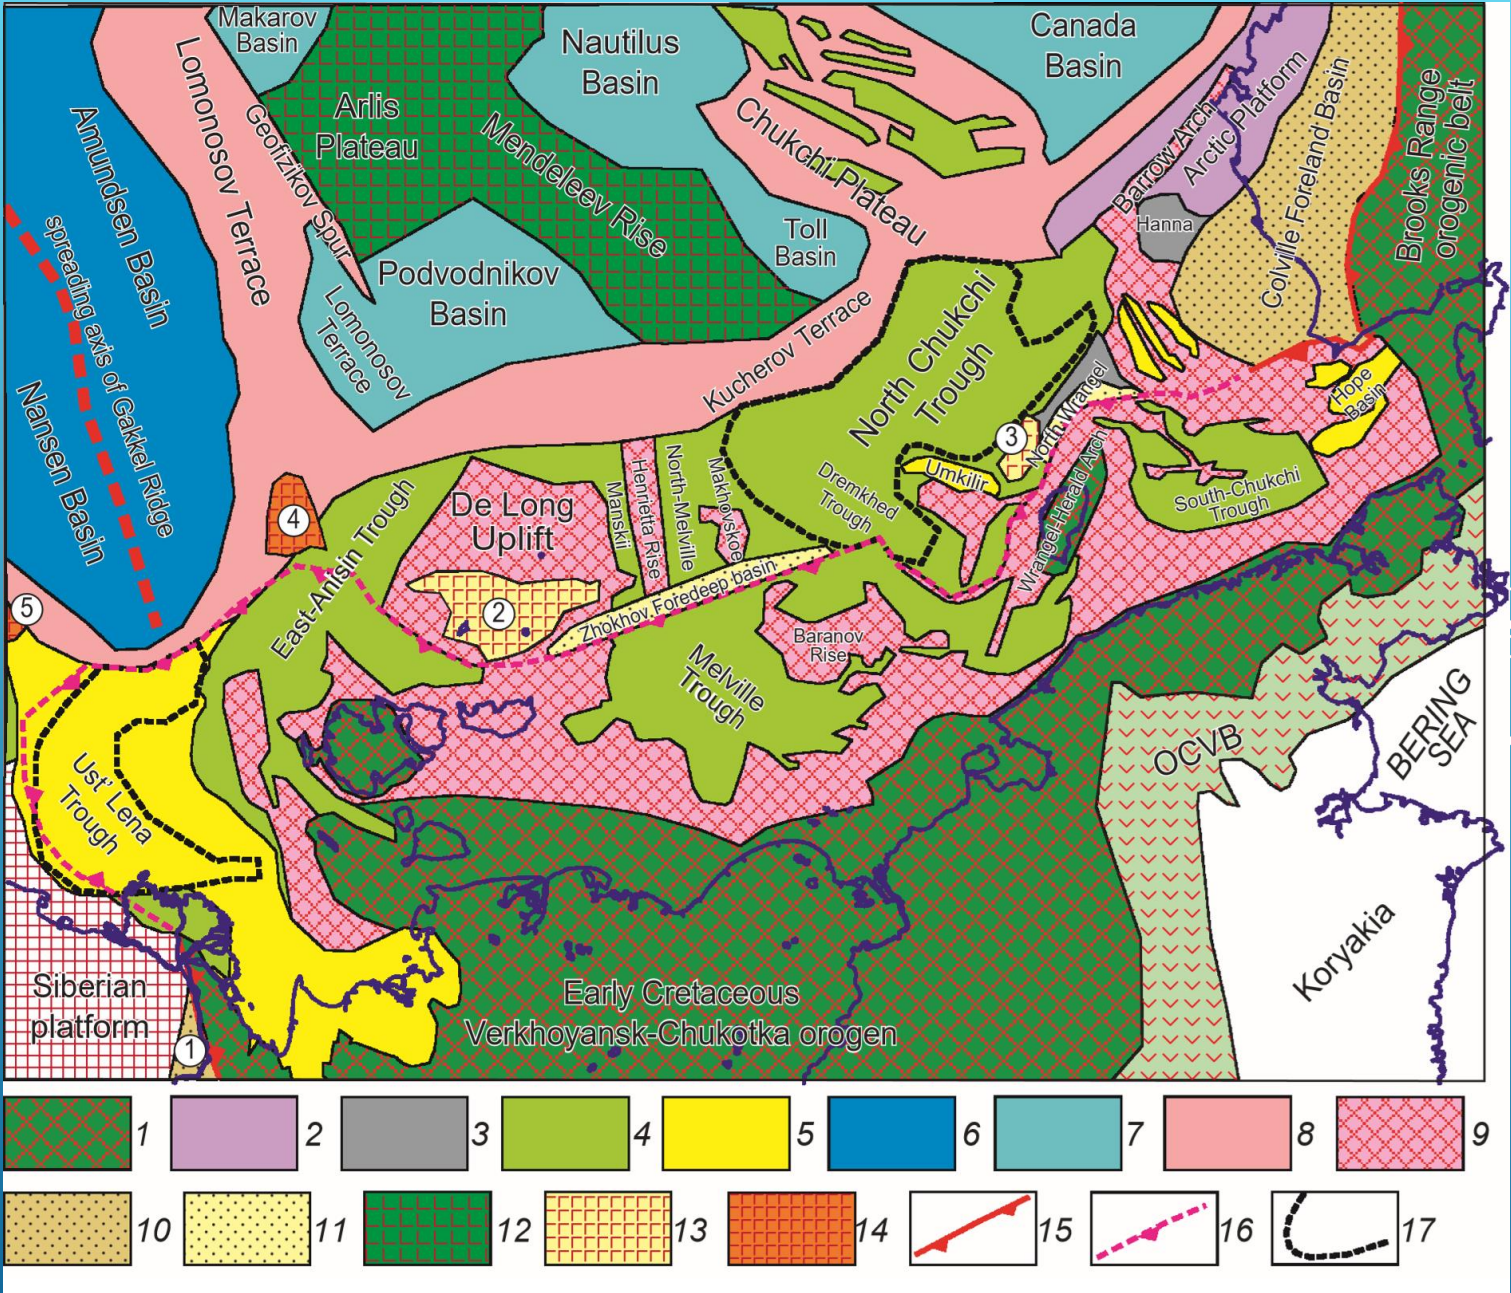 Makarov
Basin
Lomonosov Terrace
Geofizikov Spur
Arlis
Plateau
Mendeleev Rise
Nautilus
Basin
Canada
Basin
Chukchi Plateau
Toll
Basin
Barrow Arch
Arctic Platform
Hanna
Colville Foreland Basin
Brooks Range
orogenic belt
Amundsen Basin
spreading axis of Gakkel Ridge
Nansen Basin
Podvodnikov
Basin
Lomonosov
Terrace
Kucherov Terrace
North Chukchi
Trough
North Wrangel
Hope
Basin
3
Umkilir
Dremkhed
Trough
Wrangel-Herald Arch
South-Chukchi
Trough
4
East-Anisin Trough
De Long
Uplift
Manskii
Henrietta Rise
North-Melville
Makhovskoe
2
Zhokhov Foredeep basin
5
Baranov
Rise
Melville
Trough
Ust' Lena
Trough
OCVB
BERING
SEA
Koryakia
Siberian
platform
1
Early Cretaceous
Verkhoyansk-Chukotka orogen
1 2 3 4 5 6 7 8 9
10 11 12 13 14 15 16 17